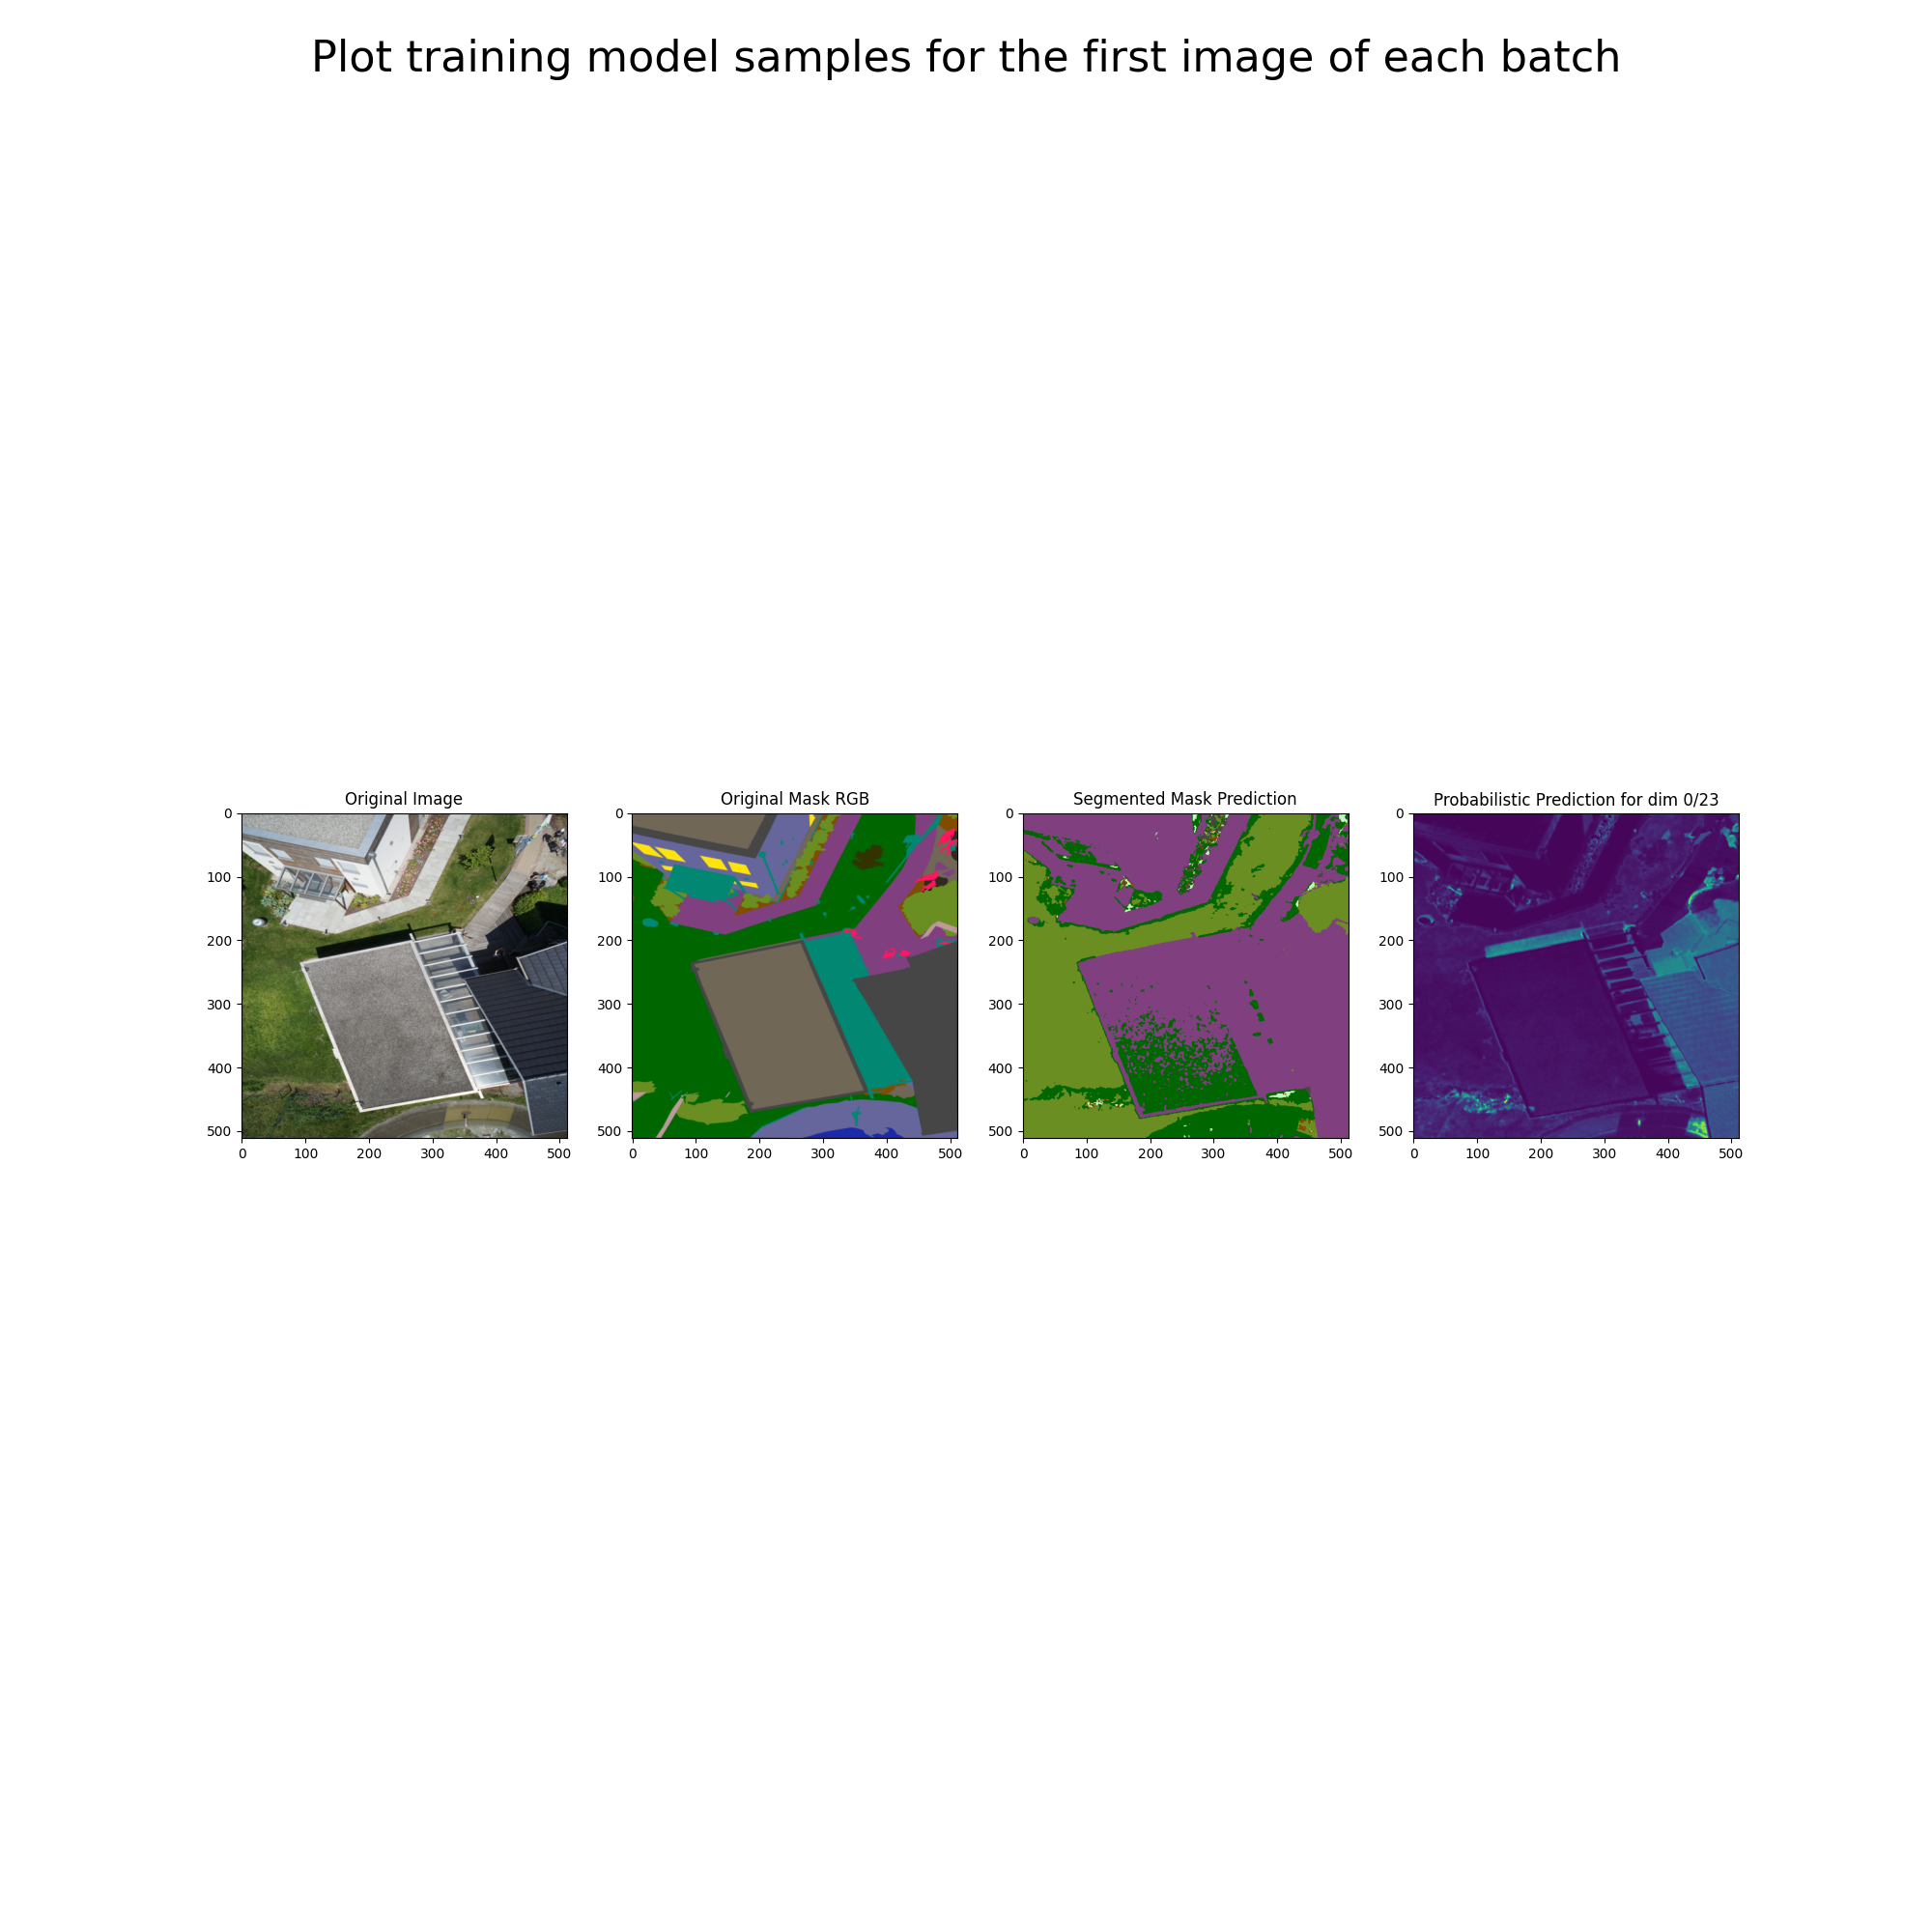 Plot training model samples for the first image of each batch
Original Image
Original Mask RGB
Segmented Mask Prediction
Probabilistic Prediction for dim 0/23
0
100
200
300
400
500
0 100 200 300 400 500
0
100
200
300
400
500
0 100 200 300 400 500
0
100
200
300
400
500
0 100 200 300 400 500
0
100
200
300
400
500
0 100 200 300 400 500